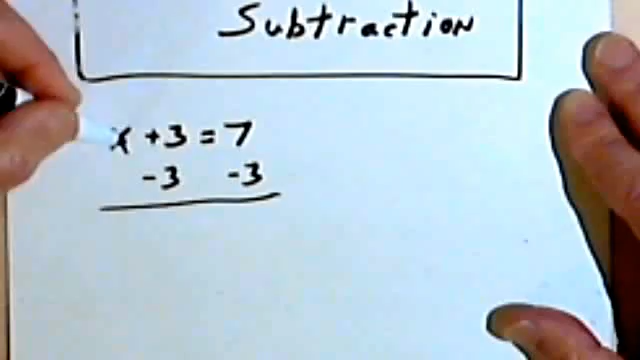 Subtraction
x + 3 = 7
-3 -3